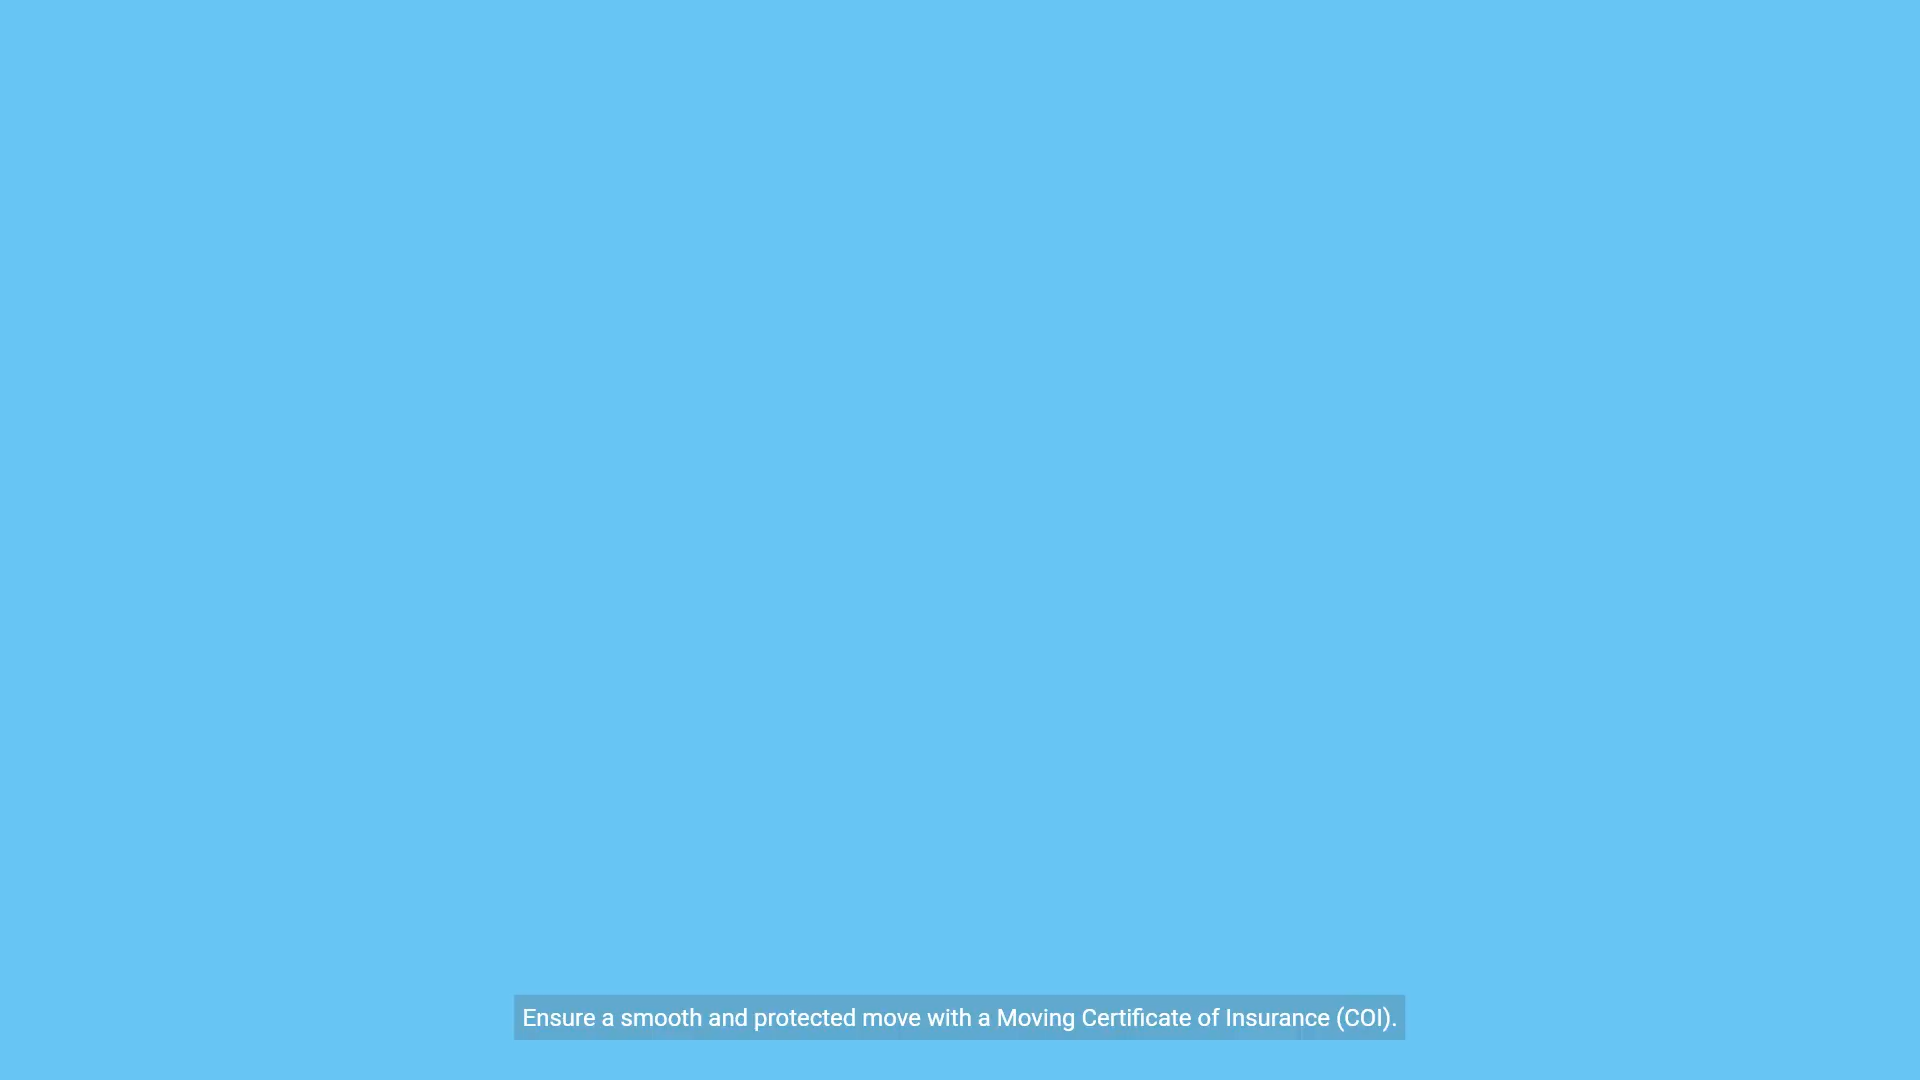 Ensure a smooth and protected move with a Moving Certificate of Insurance (COI).